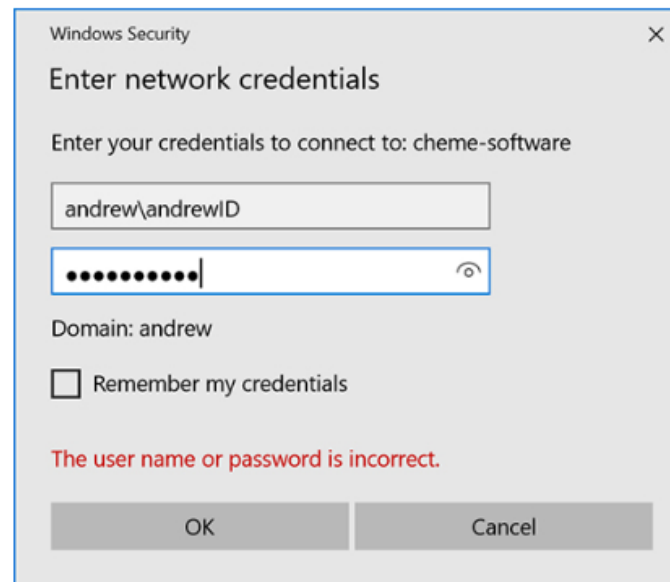 Windows Security
Enter network credentials
Enter your credentials to connect to: cheme-software
andrew\andrewID
●●●●●●●●●●
Domain: andrew
Remember my credentials
The user name or password is incorrect.
OK
Cancel